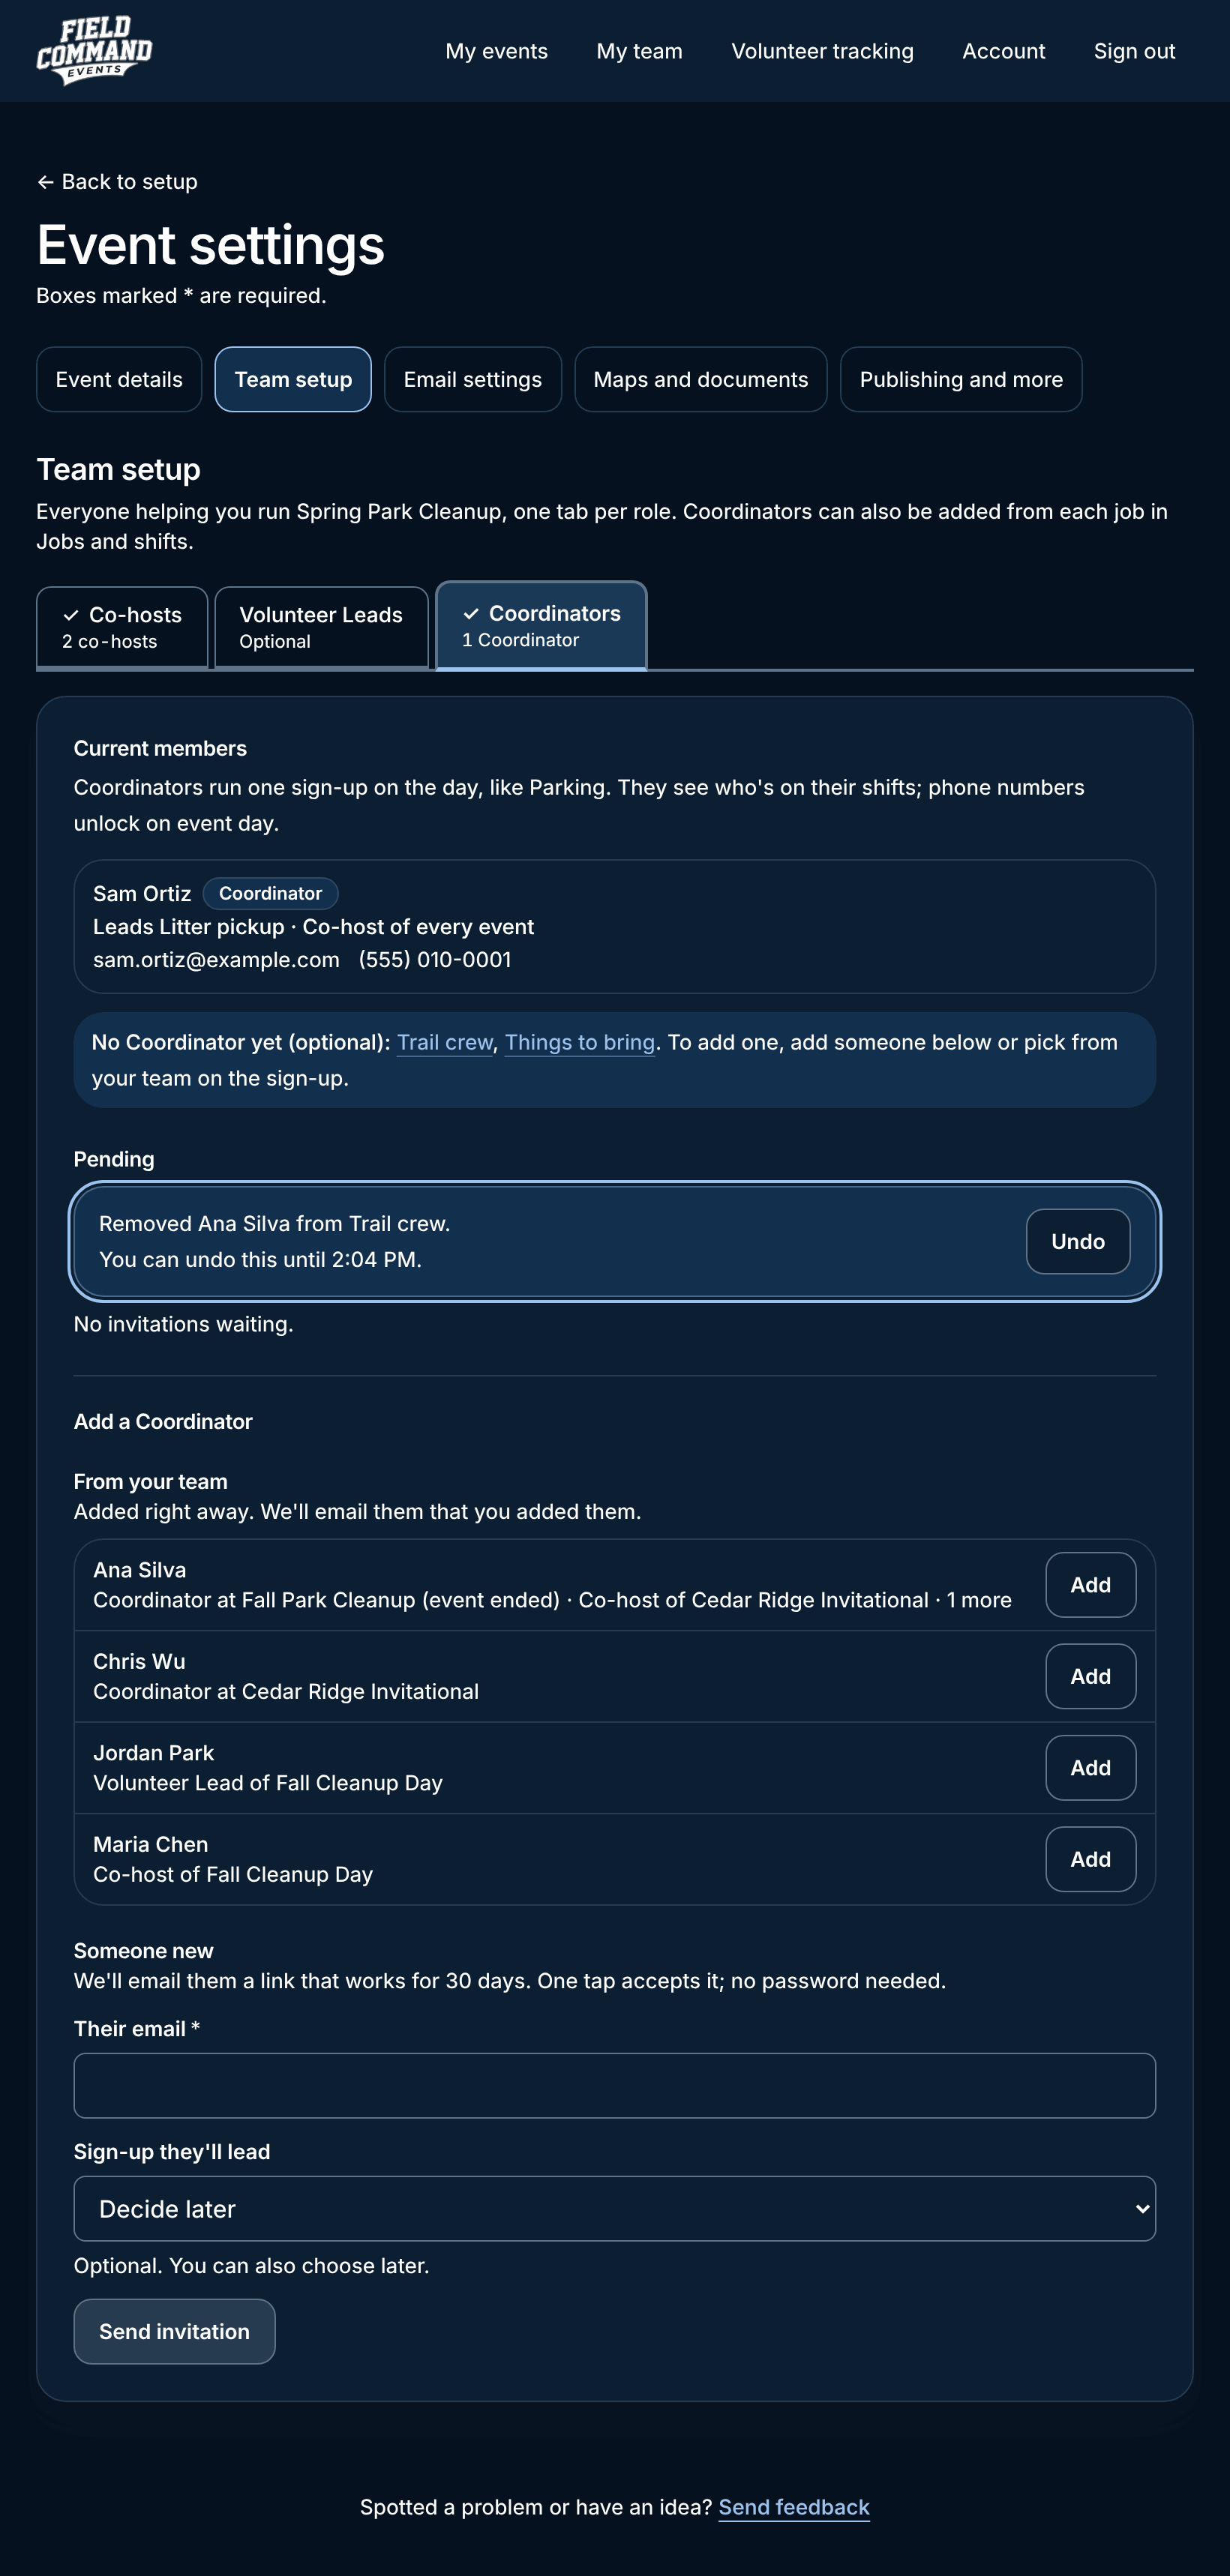 FIELD
COMMAND
EVENTS
My events
My team
Volunteer tracking
Account
Sign out
← Back to setup
Event settings
Boxes marked * are required.
Event details
Team setup
Email settings
Maps and documents
Publishing and more
Team setup
Everyone helping you run Spring Park Cleanup, one tab per role. Coordinators can also be added from each job in
Jobs and shifts.
✓ Co-hosts
2 co-hosts
Volunteer Leads
Optional
✓ Coordinators
1 Coordinator
Current members
Coordinators run one sign-up on the day, like Parking. They see who's on their shifts; phone numbers
unlock on event day.
Sam Ortiz Coordinator
Leads Litter pickup · Co-host of every event
sam.ortiz@example.com (555) 010-0001
No Coordinator yet (optional): Trail crew, Things to bring. To add one, add someone below or pick from
your team on the sign-up.
Pending
Removed Ana Silva from Trail crew.
You can undo this until 2:04 PM.
Undo
No invitations waiting.
Add a Coordinator
From your team
Added right away. We'll email them that you added them.
Ana Silva
Coordinator at Fall Park Cleanup (event ended) · Co-host of Cedar Ridge Invitational · 1 more
Add
Chris Wu
Coordinator at Cedar Ridge Invitational
Add
Jordan Park
Volunteer Lead of Fall Cleanup Day
Add
Maria Chen
Co-host of Fall Cleanup Day
Add
Someone new
We'll email them a link that works for 30 days. One tap accepts it; no password needed.
Their email *
Sign-up they'll lead
Decide later
Optional. You can also choose later.
Send invitation
Spotted a problem or have an idea? Send feedback